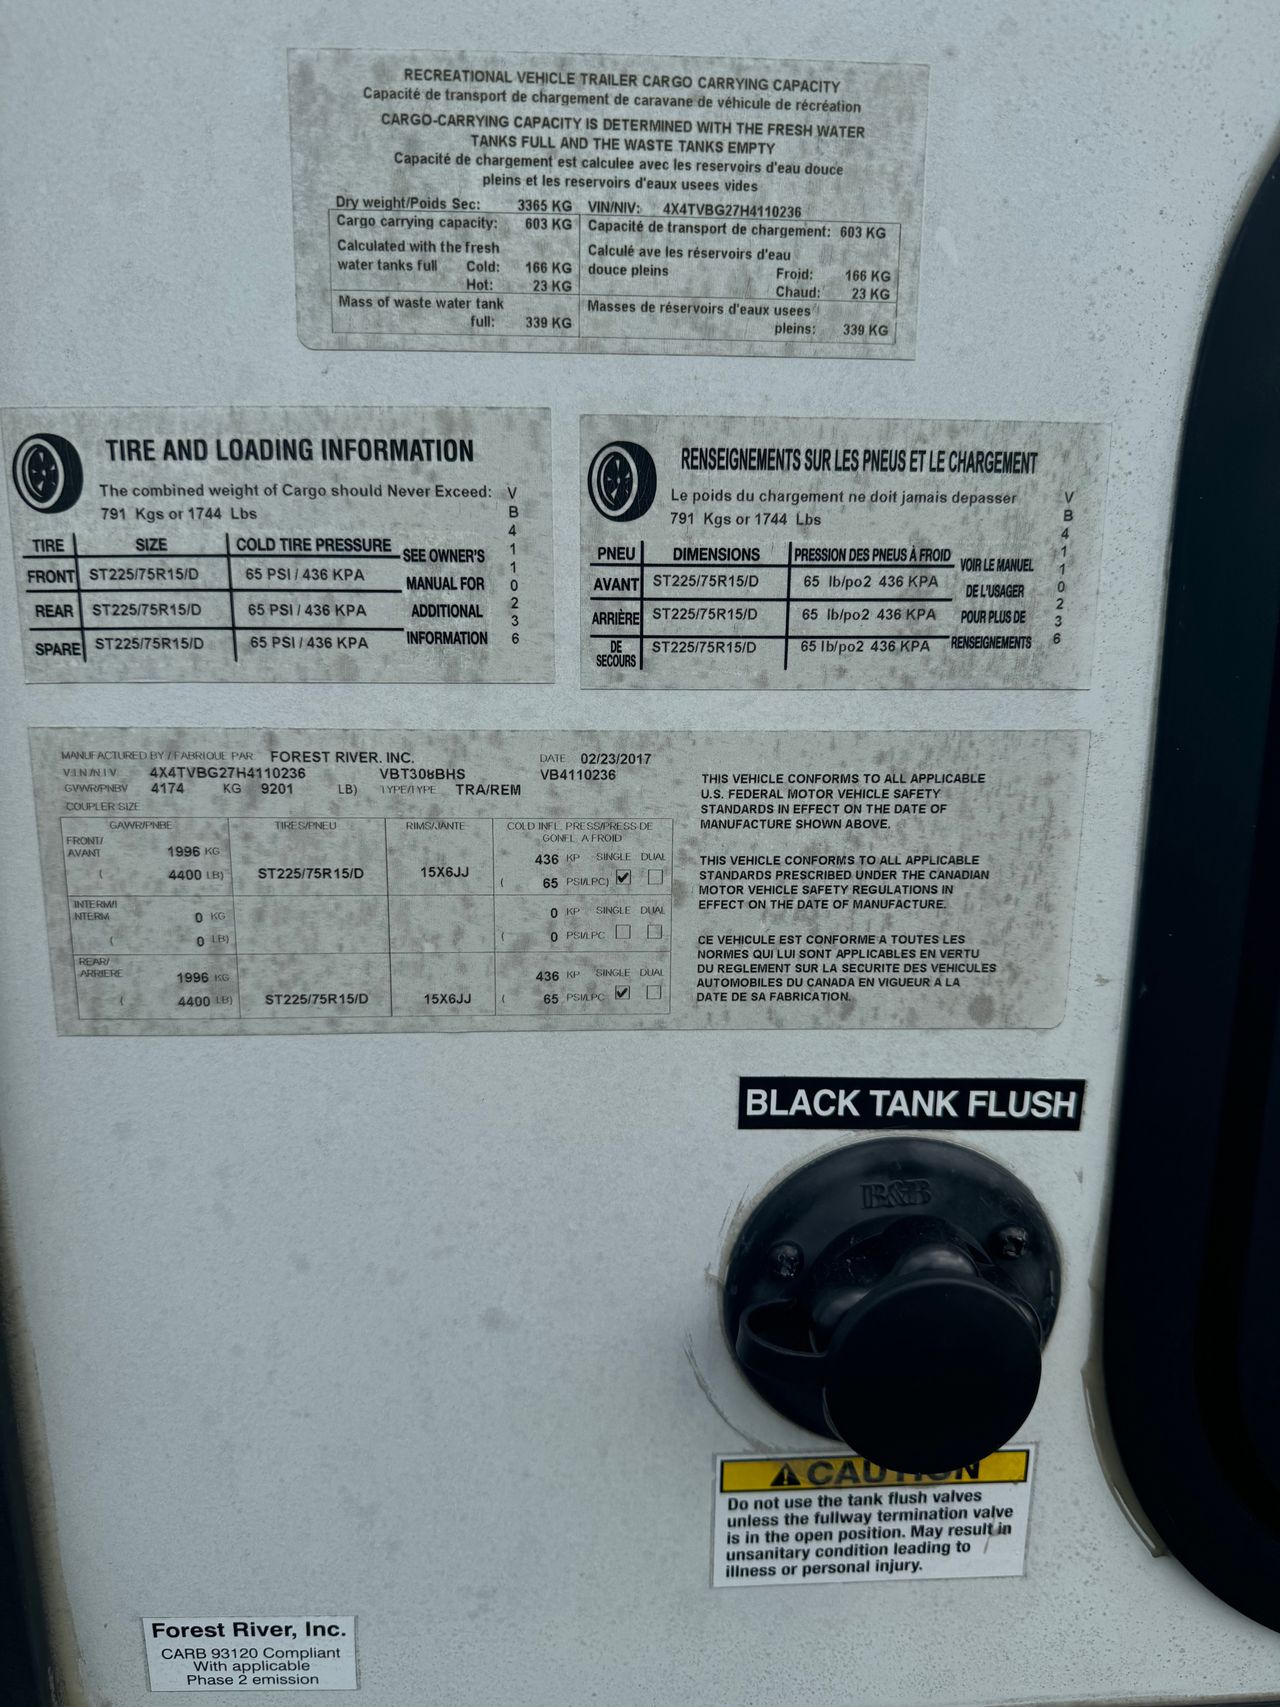 RECREATIONAL VEHICLE TRAILER CARGO CARRYING CAPACITY
Capacité de transport de chargement de caravane de véhicule de récréation
CARGO-CARRYING CAPACITY IS DETERMINED WITH THE FRESH WATER
TANKS FULL AND THE WASTE TANKS EMPTY
Capacité de chargement est calculee avec les reservoirs d'eau douce
pleins et les reservoirs d'eaux usees vides
Dry weight/Poids Sec: 3365 KG VIN/NIV: 4X4TVBG27H4110236
Cargo carrying capacity: 603 KG Capacité de transport de chargement: 603 KG
Calculated with the fresh Calculé ave les réservoirs d'eau
water tanks full Cold: 166 KG douce pleins Froid: 166 KG
Hot: 23 KG Chaud: 23 KG
Mass of waste water tank Masses de réservoirs d'eaux usees
full: 339 KG pleins: 339 KG
TIRE AND LOADING INFORMATION
The combined weight of Cargo should Never Exceed:
791 Kgs or 1744 Lbs
TIRE SIZE COLD TIRE PRESSURE SEE OWNER'S
FRONT ST225/75R15/D 65 PSI / 436 KPA MANUAL FOR
REAR ST225/75R15/D 65 PSI / 436 KPA ADDITIONAL
SPARE ST225/75R15/D 65 PSI / 436 KPA INFORMATION
VB4110236
RENSEIGNEMENTS SUR LES PNEUS ET LE CHARGEMENT
Le poids du chargement ne doit jamais depasser
791 Kgs or 1744 Lbs
PNEU DIMENSIONS PRESSION DES PNEUS À FROID VOIR LE MANUEL
AVANT ST225/75R15/D 65 lb/po2 436 KPA DE L'USAGER
ARRIÈRE ST225/75R15/D 65 lb/po2 436 KPA POUR PLUS DE
DE SECOURS ST225/75R15/D 65 lb/po2 436 KPA RENSEIGNEMENTS
VB4110236
MANUFACTURED BY / FABRIQUE PAR FOREST RIVER, INC. DATE 02/23/2017
V.I.N./N.I.V. 4X4TVBG27H4110236 VBT308BHS VB4110236
GVWR/PNBV 4174 KG 9201 LB) TYPE/TYPE TRA/REM
COUPLER SIZE
GAWR/PNBE TIRES/PNEU RIMS/JANTE COLD INFL. PRESS/PRESS DE
GONFL. A FROID
FRONT/
AVANT 1996 KG 436 KP SINGLE DUAL
( 4400 LB) ST225/75R15/D 15X6JJ ( 65 PSI/LPC) ✓
INTERM/I
NTERM 0 KG 0 KP SINGLE DUAL
( 0 LB) ( 0 PSI/LPC
REAR/
ARRIERE 1996 KG 436 KP SINGLE DUAL
( 4400 LB) ST225/75R15/D 15X6JJ ( 65 PSI/LPC ✓
THIS VEHICLE CONFORMS TO ALL APPLICABLE
U.S. FEDERAL MOTOR VEHICLE SAFETY
STANDARDS IN EFFECT ON THE DATE OF
MANUFACTURE SHOWN ABOVE.
THIS VEHICLE CONFORMS TO ALL APPLICABLE
STANDARDS PRESCRIBED UNDER THE CANADIAN
MOTOR VEHICLE SAFETY REGULATIONS IN
EFFECT ON THE DATE OF MANUFACTURE.
CE VEHICULE EST CONFORME A TOUTES LES
NORMES QUI LUI SONT APPLICABLES EN VERTU
DU REGLEMENT SUR LA SECURITE DES VEHICULES
AUTOMOBILES DU CANADA EN VIGUEUR A LA
DATE DE SA FABRICATION.
BLACK TANK FLUSH
B&B
CAUTION
Do not use the tank flush valves
unless the fullway termination valve
is in the open position. May result in
unsanitary condition leading to
illness or personal injury.
Forest River, Inc.
CARB 93120 Compliant
With applicable
Phase 2 emission